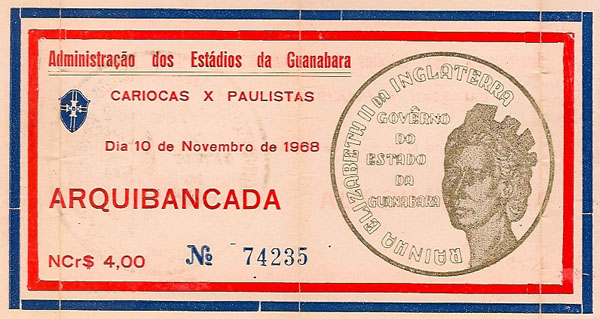 Administração dos Estádios da Guanabara
CARIOCAS X PAULISTAS
Dia 10 de Novembro de 1968
ARQUIBANCADA
NCr$ 4,00
Nº 74235
RAINHA ELIZABETH II DA INGLATERRA
GOVÊRNO
DO
ESTADO
DA
GUANABARA